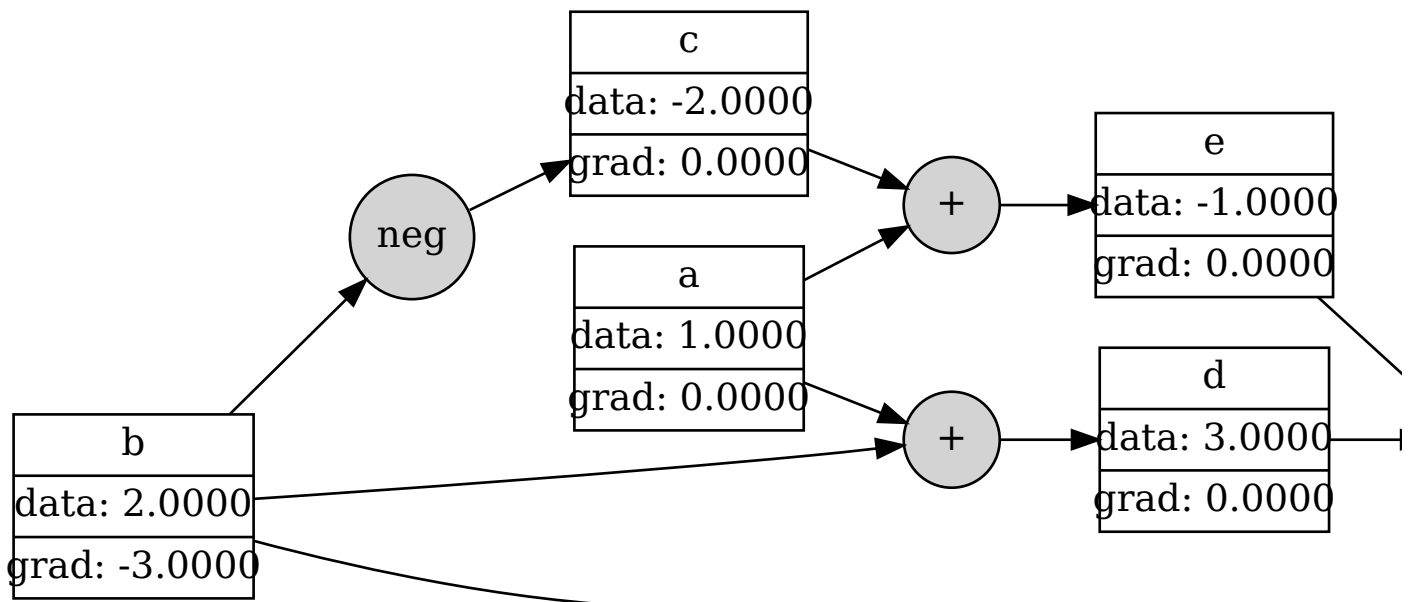 c
data: -2.0000
grad: 0.0000
neg
a
data: 1.0000
grad: 0.0000
b
data: 2.0000
grad: -3.0000
+
+
e
data: -1.0000
grad: 0.0000
d
data: 3.0000
grad: 0.0000